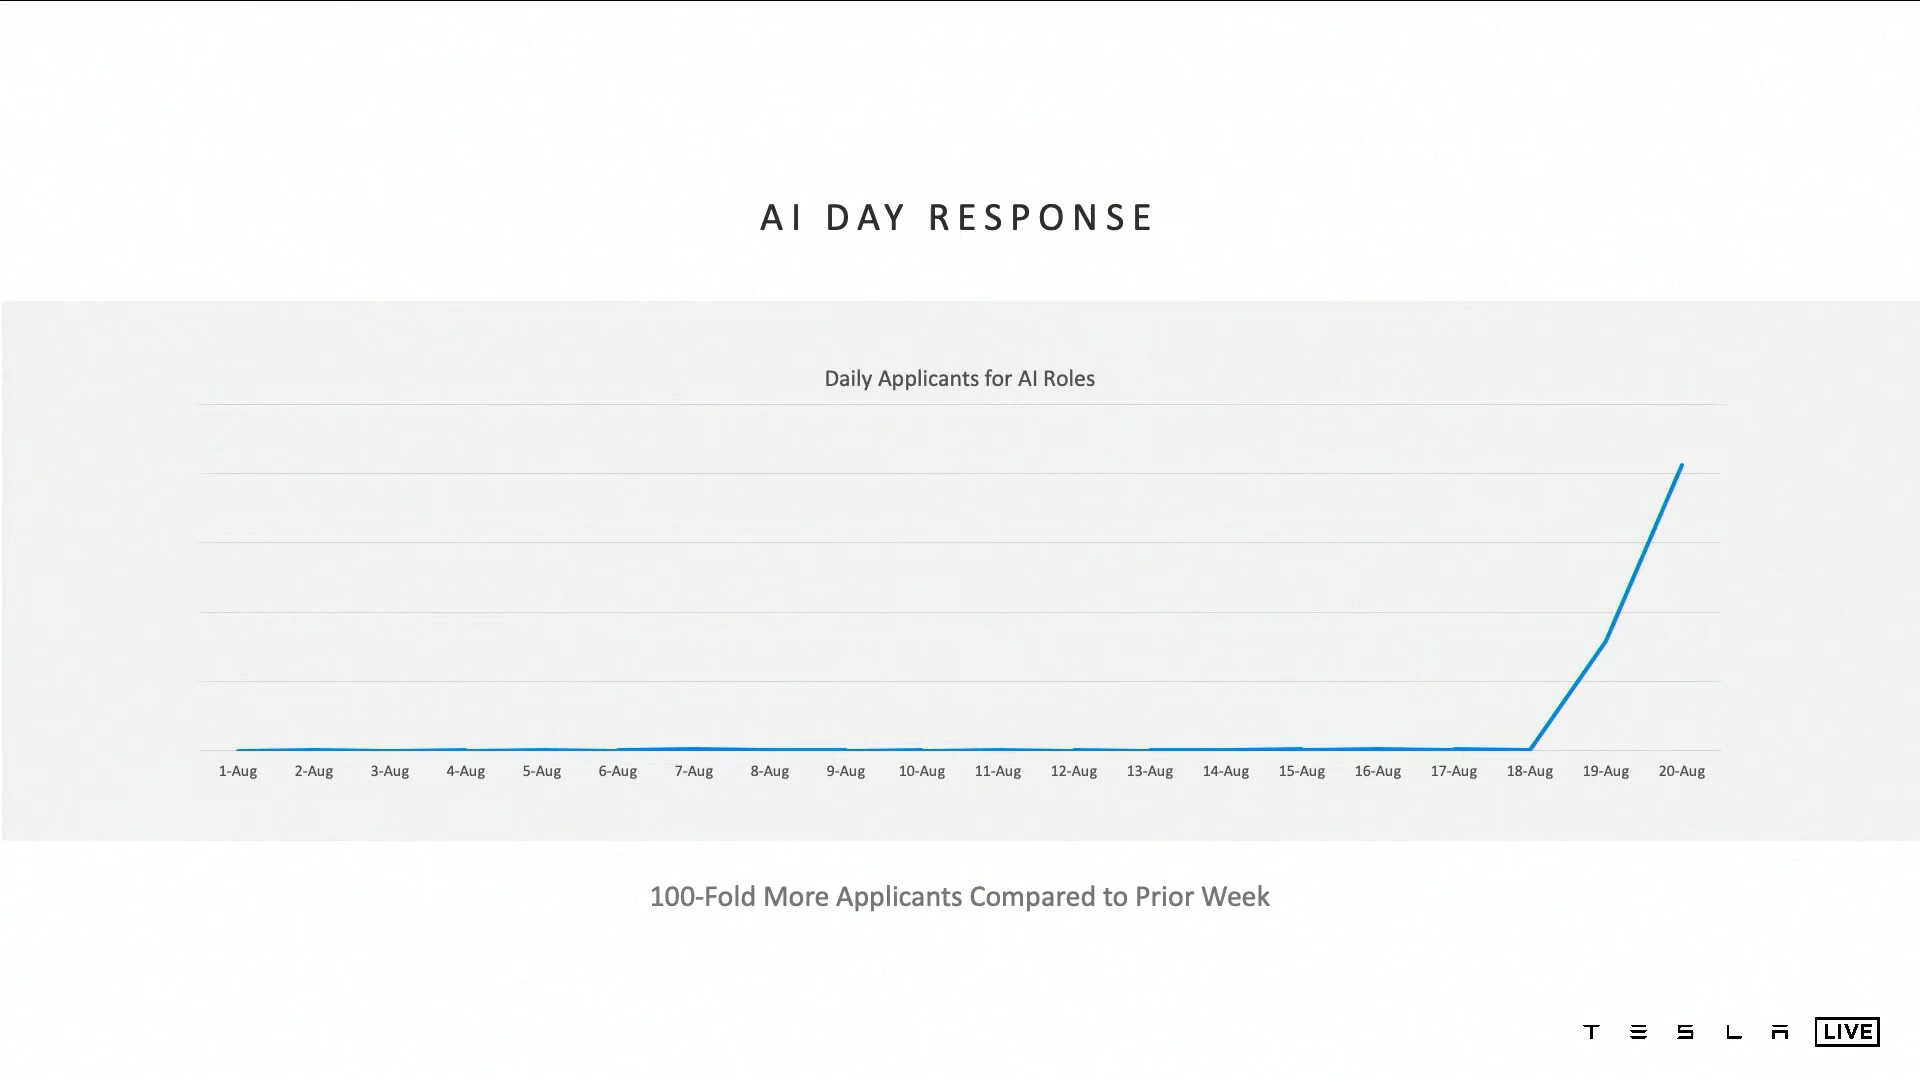 AI DAY RESPONSE
Daily Applicants for AI Roles
1-Aug 2-Aug 3-Aug 4-Aug 5-Aug 6-Aug 7-Aug 8-Aug 9-Aug 10-Aug 11-Aug 12-Aug 13-Aug 14-Aug 15-Aug 16-Aug 17-Aug 18-Aug 19-Aug 20-Aug
100-Fold More Applicants Compared to Prior Week
TESLA LIVE